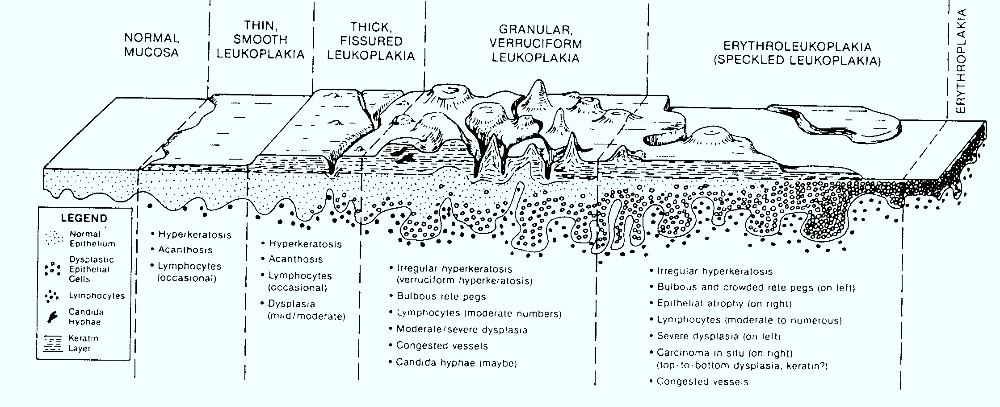 NORMAL
MUCOSA
THIN,
SMOOTH
LEUKOPLAKIA
THICK,
FISSURED
LEUKOPLAKIA
GRANULAR,
VERRUCIFORM
LEUKOPLAKIA
ERYTHROLEUKOPLAKIA
(SPECKLED LEUKOPLAKIA)
ERYTHROPLAKIA
LEGEND
Normal
Epithelium
Dysplastic
Epithelial
Cells
Lymphocytes
Candida
Hyphae
Keratin
Layer
• Hyperkeratosis
• Acanthosis
• Lymphocytes
(occasional)
• Hyperkeratosis
• Acanthosis
• Lymphocytes
(occasional)
• Dysplasia
(mild/moderate)
• Irregular hyperkeratosis
(verruciform hyperkeratosis)
• Bulbous rete pegs
• Lymphocytes (moderate numbers)
• Moderate/severe dysplasia
• Congested vessels
• Candida hyphae (maybe)
• Irregular hyperkeratosis
• Bulbous and crowded rete pegs (on left)
• Epithelial atrophy (on right)
• Lymphocytes (moderate to numerous)
• Severe dysplasia (on left)
• Carcinoma in situ (on right)
(top-to-bottom dysplasia, keratin?)
• Congested vessels